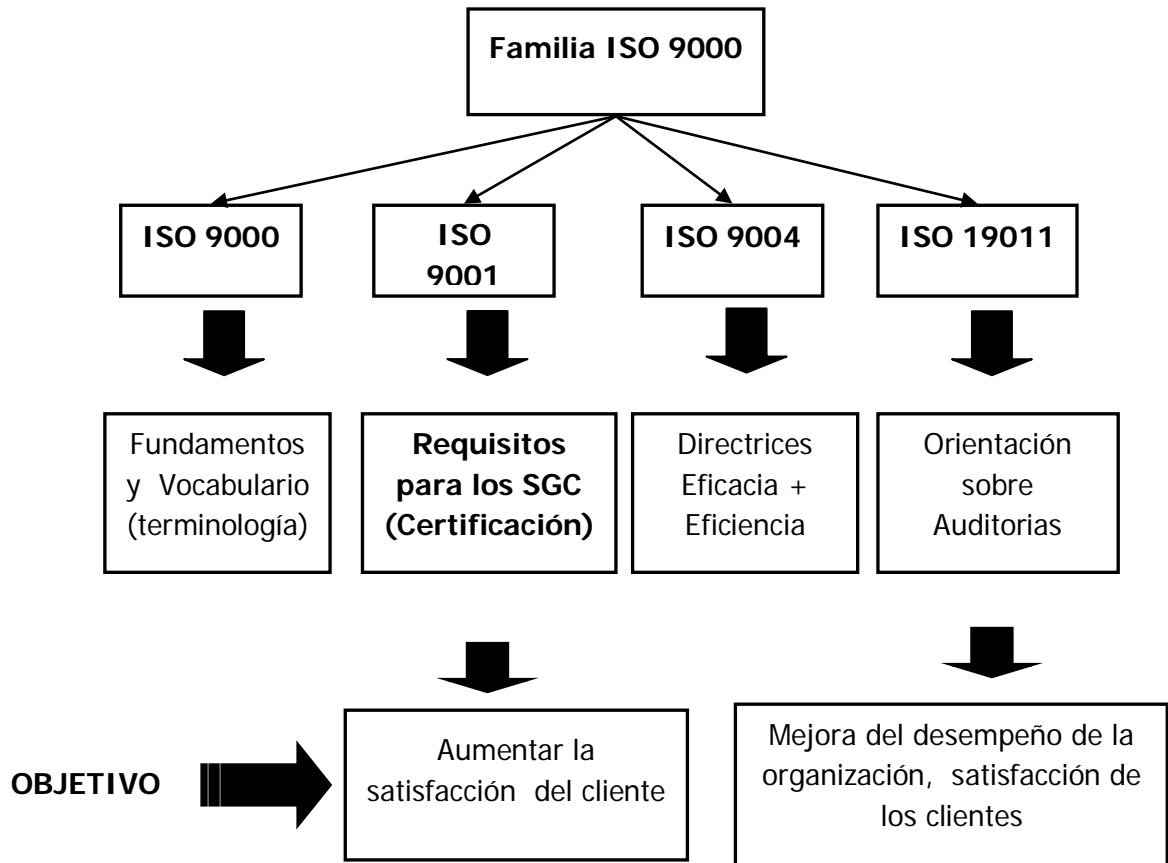 Familia ISO 9000
ISO 9000
ISO
9001
ISO 9004
ISO 19011
Fundamentos
y Vocabulario
(terminología)
Requisitos
para los SGC
(Certificación)
Directrices
Eficacia +
Eficiencia
Orientación
sobre
Auditorias
OBJETIVO
Aumentar la
satisfacción del cliente
Mejora del desempeño de la
organización, satisfacción de
los clientes